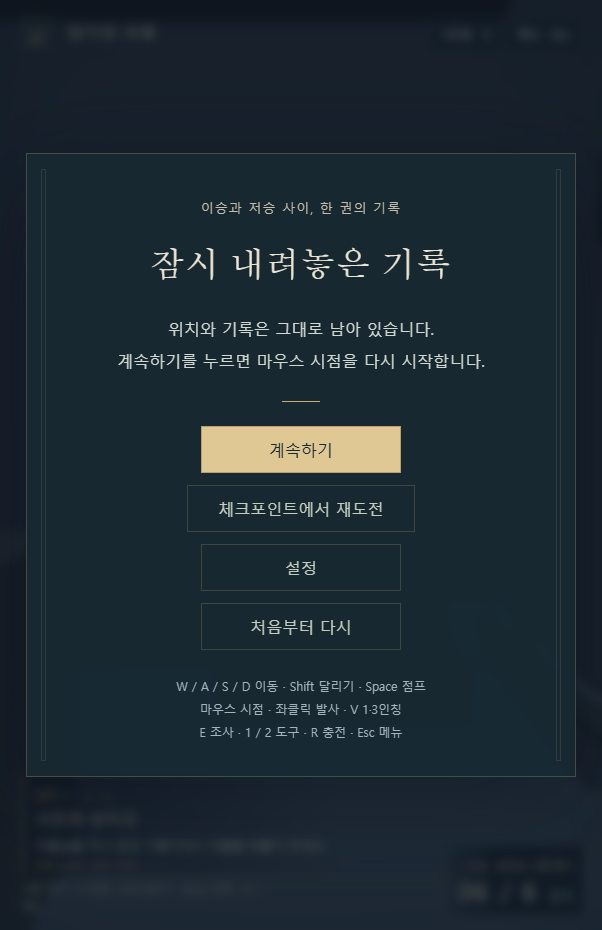 이승과 저승 사이, 한 권의 기록
잠시 내려놓은 기록
위치와 기록은 그대로 남아 있습니다.
계속하기를 누르면 마우스 시점을 다시 시작합니다.
계속하기
체크포인트에서 재도전
설정
처음부터 다시
W / A / S / D 이동 · Shift 달리기 · Space 점프
마우스 시점 · 좌클릭 발사 · V 1·3인칭
E 조사 · 1 / 2 도구 · R 충전 · Esc 메뉴